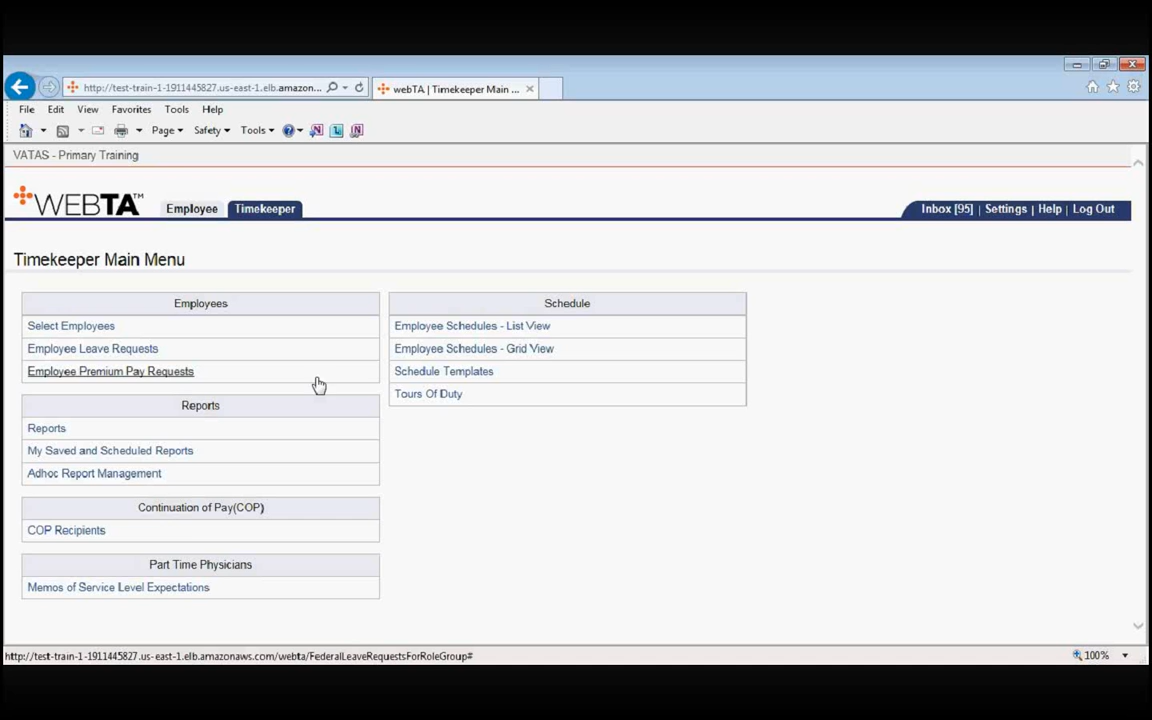 http://test-train-1-1911445827.us-east-1.elb.amazon...
webTA | Timekeeper Main ...
File Edit View Favorites Tools Help
Page Safety Tools
VATAS - Primary Training
WEBTA™ Employee Timekeeper Inbox [95] | Settings | Help | Log Out
Timekeeper Main Menu
Employees
Select Employees
Employee Leave Requests
Employee Premium Pay Requests
Reports
Reports
My Saved and Scheduled Reports
Adhoc Report Management
Continuation of Pay(COP)
COP Recipients
Part Time Physicians
Memos of Service Level Expectations
Schedule
Employee Schedules - List View
Employee Schedules - Grid View
Schedule Templates
Tours Of Duty
http://test-train-1-1911445827.us-east-1.elb.amazonaws.com/webta/FederalLeaveRequestsForRoleGroup#
100%